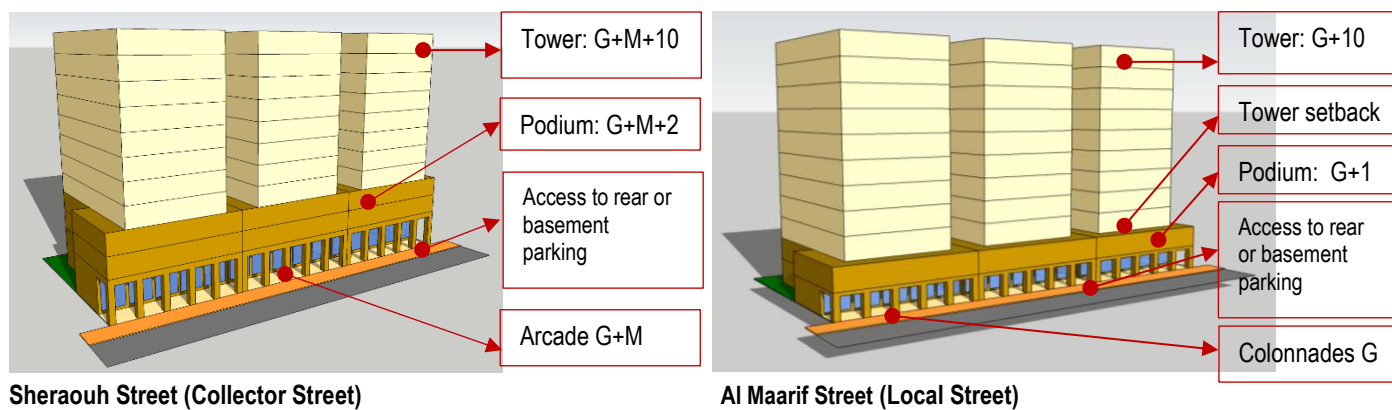 Tower: G+M+10
Podium: G+M+2
Access to rear or
basement
parking
Arcade G+M
Sheraouh Street (Collector Street)
Tower: G+10
Tower setback
Podium: G+1
Access to rear
or basement
parking
Colonnades G
Al Maarif Street (Local Street)